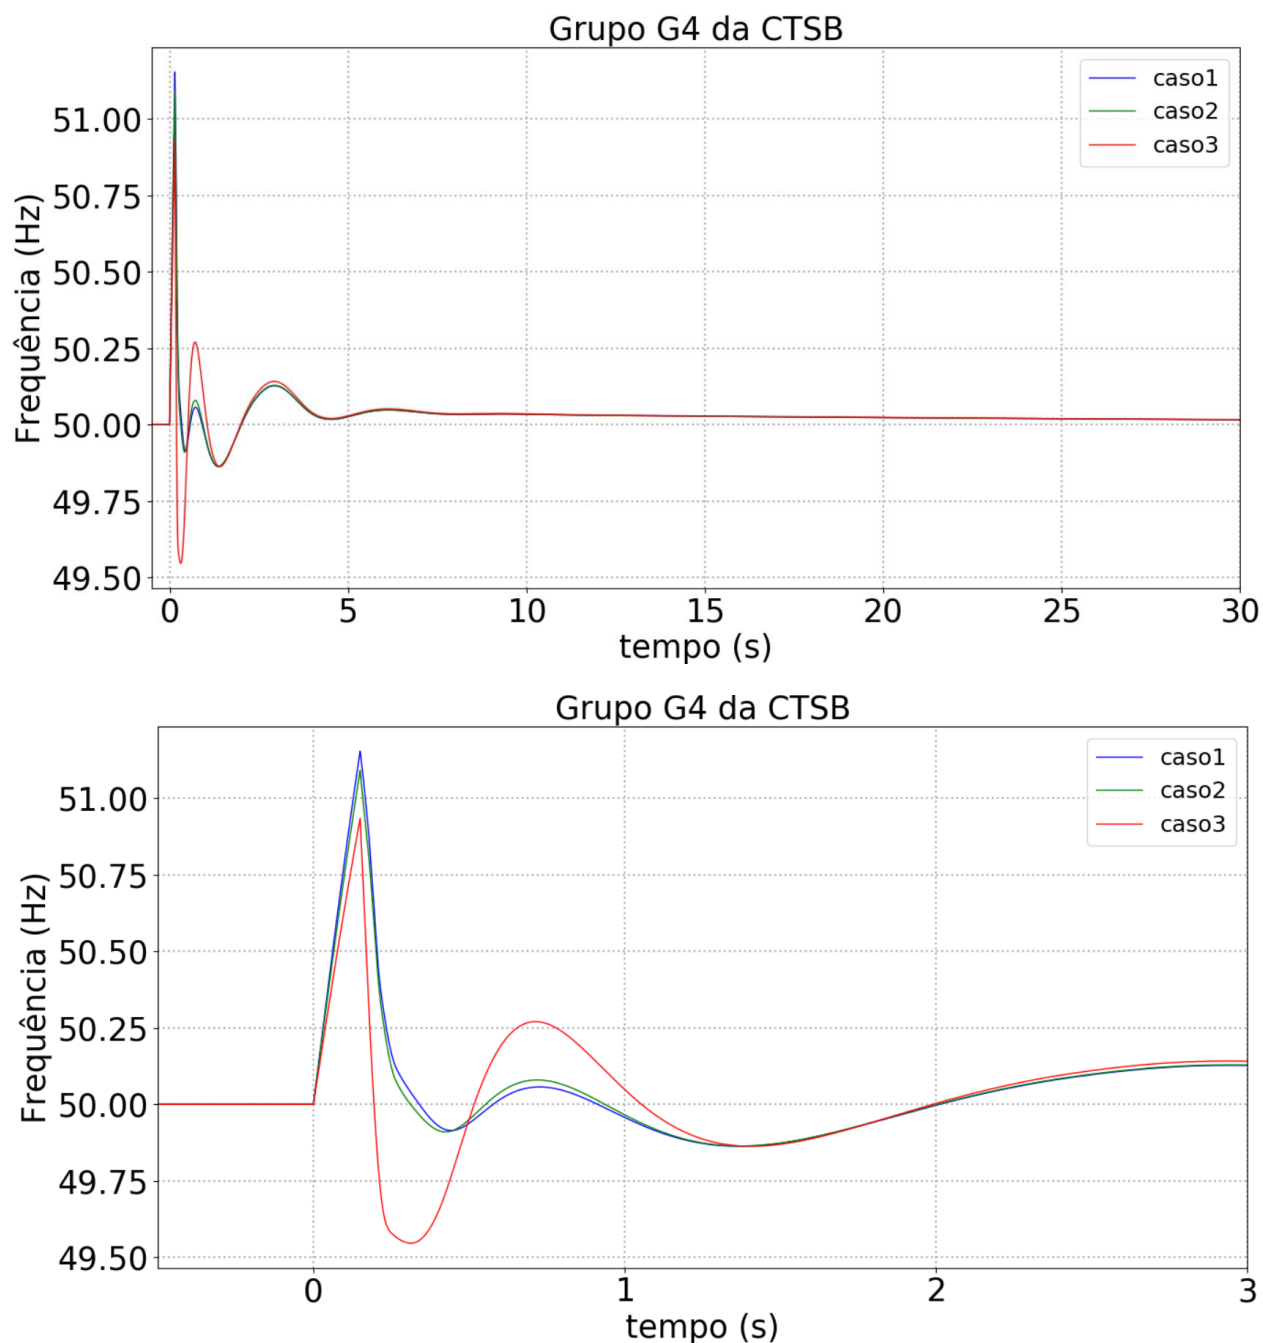 Grupo G4 da CTSB
caso1
caso2
caso3
51.00
50.75
50.50
50.25
50.00
49.75
49.50
Frequência (Hz)
0 5 10 15 20 25 30
tempo (s)
Grupo G4 da CTSB
caso1
caso2
caso3
51.00
50.75
50.50
50.25
50.00
49.75
49.50
Frequência (Hz)
0 1 2 3
tempo (s)